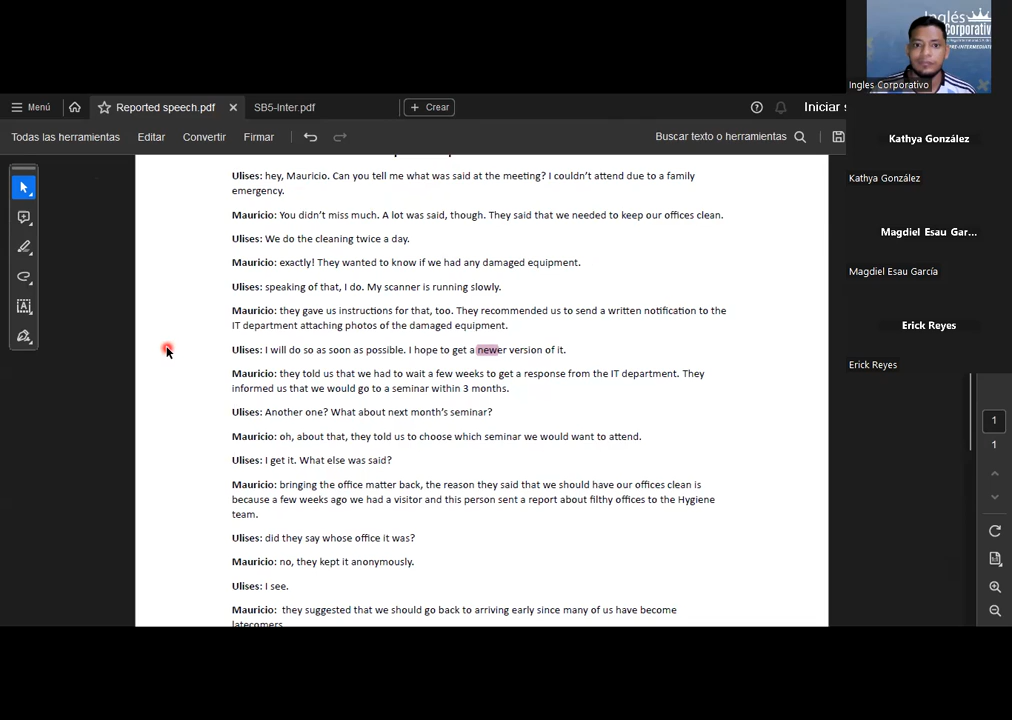 Inglés
Corporativo
PRE-INTERMEDIATE
Ingles Corporativo
Menú
Reported speech.pdf
SB5-Inter.pdf
+ Crear
Iniciar s
Todas las herramientas
Editar
Convertir
Firmar
Buscar texto o herramientas
Kathya González
Kathya González
Magdiel Esau Gar...
Magdiel Esau García
Erick Reyes
Erick Reyes
1
1
Ulises: hey, Mauricio. Can you tell me what was said at the meeting? I couldn't attend due to a family
emergency.
Mauricio: You didn't miss much. A lot was said, though. They said that we needed to keep our offices clean.
Ulises: We do the cleaning twice a day.
Mauricio: exactly! They wanted to know if we had any damaged equipment.
Ulises: speaking of that, I do. My scanner is running slowly.
Mauricio: they gave us instructions for that, too. They recommended us to send a written notification to the
IT department attaching photos of the damaged equipment.
Ulises: I will do so as soon as possible. I hope to get a newer version of it.
Mauricio: they told us that we had to wait a few weeks to get a response from the IT department. They
informed us that we would go to a seminar within 3 months.
Ulises: Another one? What about next month's seminar?
Mauricio: oh, about that, they told us to choose which seminar we would want to attend.
Ulises: I get it. What else was said?
Mauricio: bringing the office matter back, the reason they said that we should have our offices clean is
because a few weeks ago we had a visitor and this person sent a report about filthy offices to the Hygiene
team.
Ulises: did they say whose office it was?
Mauricio: no, they kept it anonymously.
Ulises: I see.
Mauricio: they suggested that we should go back to arriving early since many of us have become
latecomers.